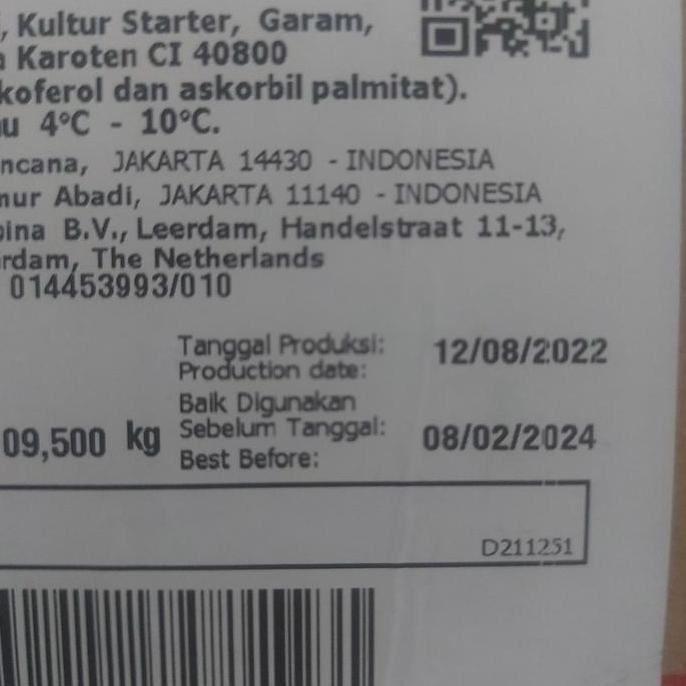 , Kultur Starter, Garam,
Karoten CI 40800
koferol dan askorbil palmitat).
4°C - 10°C.
ncana, JAKARTA 14430 - INDONESIA
mur Abadi, JAKARTA 11140 - INDONESIA
B.V., Leerdam, Handelstraat 11-13,
rdam, The Netherlands
014453993/010
Tanggal Produksi: 12/08/2022
Production date:
Baik Digunakan
09,500 kg Sebelum Tanggal: 08/02/2024
Best Before:
D211251